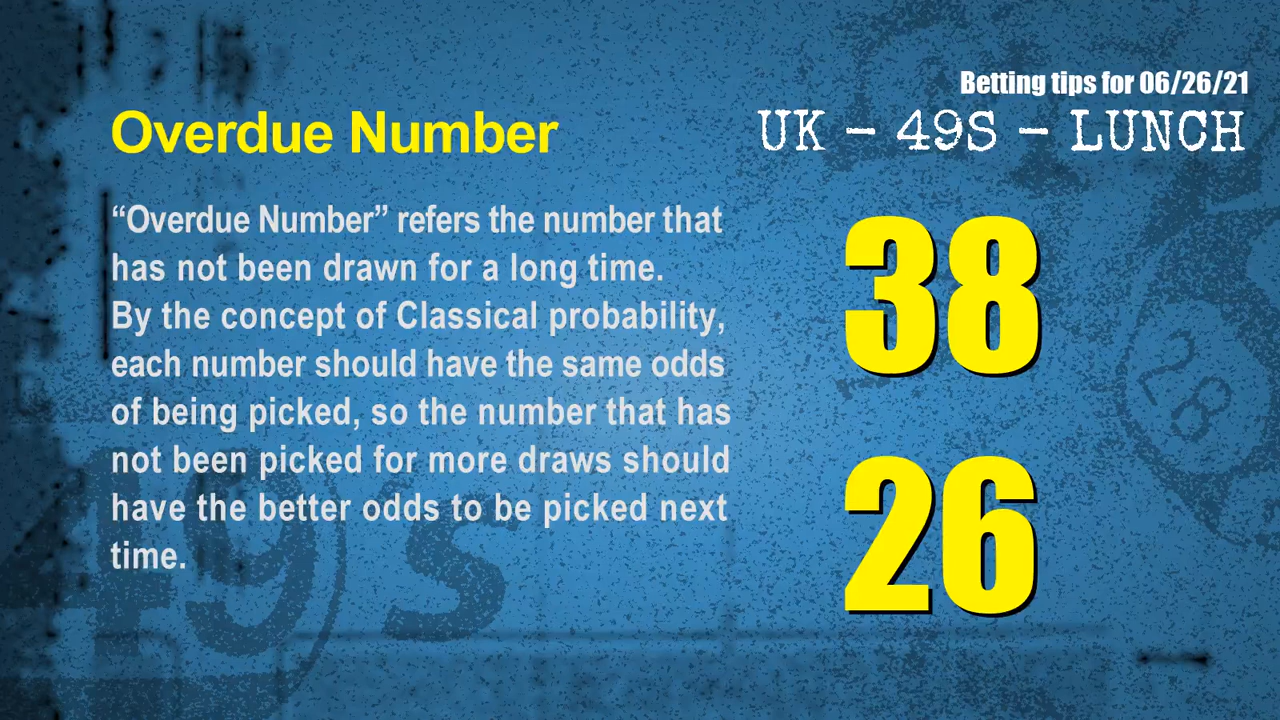 Betting tips for 06/26/21
UK - 49S - LUNCH
Overdue Number
“Overdue Number” refers the number that
has not been drawn for a long time.
By the concept of Classical probability,
each number should have the same odds
of being picked, so the number that has
not been picked for more draws should
have the better odds to be picked next
time.
38
26
28
49's